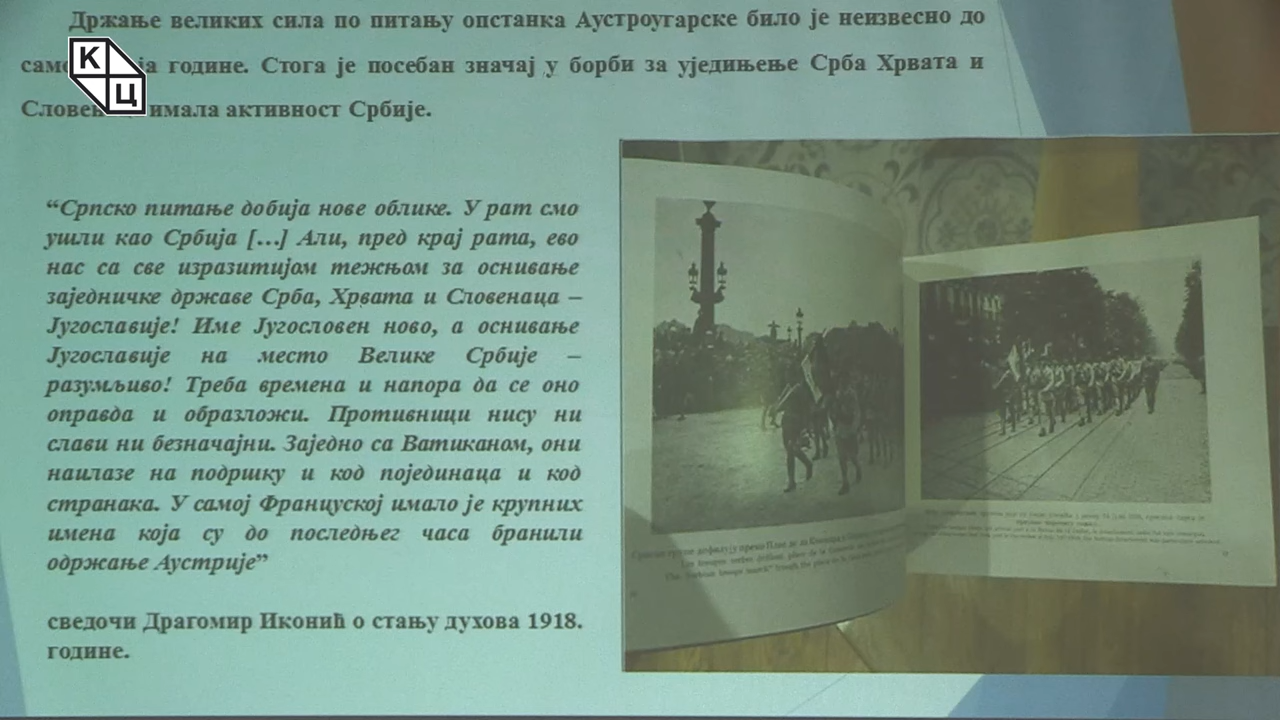 Држање великих сила по питању опстанка Аустроугарске било је неизвесно до
године. Стога је посебан значај у борби за уједињење Срба Хрвата и
имала активност Србије.
К
Ц
“Српско питање добија нове облике. У рат смо
ушли као Србија [...] Али, пред крај рата, ево
нас са све изразитијом тежњом за оснивање
заједничке државе Срба, Хрвата и Словенаца –
Југославије! Име Југословен ново, а оснивање
Југославије на место Велике Србије –
разумљиво! Треба времена и напора да се оно
оправда и образложи. Противници нису ни
слави ни безначајни. Заједно са Ватиканом, они
наилазе на подршку и код појединаца и код
странака. У самој Француској имало је крупних
имена која су до последњег часа бранили
одржање Аустрије”
сведочи Драгомир Иконић о стању духова 1918.
године.